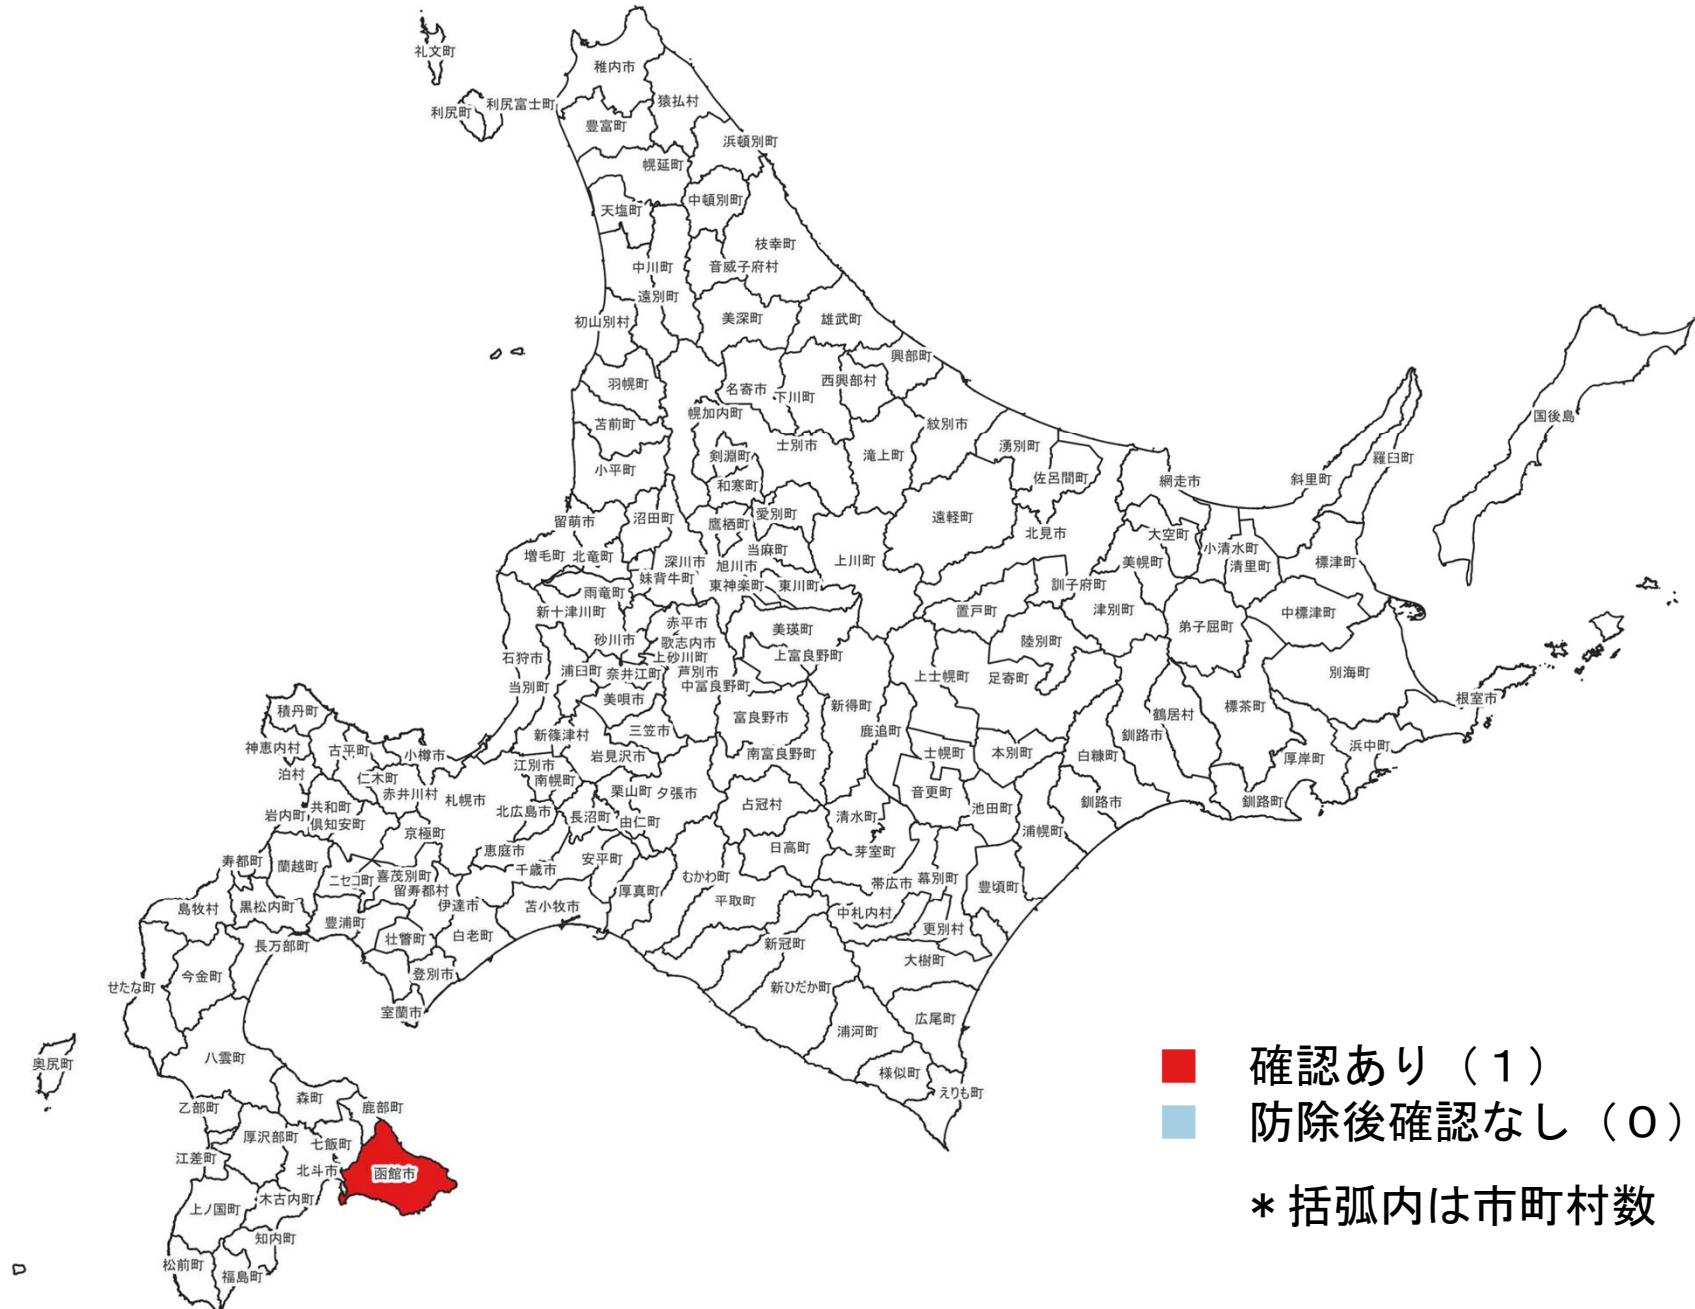 礼文町
稚内市
利尻富士町
猿払村
利尻町
豊富町
浜頓別町
幌延町
中頓別町
天塩町
枝幸町
中川町
音威子府村
遠別町
初山別村
美深町
雄武町
興部町
西興部村
羽幌町
名寄市
下川町
幌加内町
国後島
苫前町
紋別市
士別市
湧別町
剣淵町
滝上町
羅臼町
小平町
佐呂間町
網走市
斜里町
和寒町
愛別町
沼田町
遠軽町
留萌市
鷹栖町
北見市
大空町
当麻町
小清水町
増毛町
北竜町
深川市
旭川市
上川町
美幌町
清里町
標津町
妹背牛町
東神楽町
東川町
訓子府町
雨竜町
新十津川町
置戸町
津別町
中標津町
赤平市
美瑛町
弟子屈町
砂川市
歌志内市
陸別町
石狩市
上砂川町
上富良野町
浦臼町
奈井江町
芦別市
上士幌町
足寄町
別海町
当別町
中富良野町
美唄市
根室市
新得町
標茶町
積丹町
富良野市
鶴居村
三笠市
鹿追町
新篠津村
釧路市
神恵内村
古平町
小樽市
岩見沢市
南富良野町
士幌町
本別町
白糠町
浜中町
厚岸町
江別市
泊村
仁木町
南幌町
赤井川村
札幌市
栗山町
夕張市
音更町
釧路市
釧路町
共和町
占冠村
池田町
岩内町
倶知安町
北広島市
長沼町
由仁町
清水町
京極町
浦幌町
恵庭市
日高町
芽室町
寿都町
蘭越町
安平町
千歳市
ニセコ町
喜茂別町
むかわ町
帯広市
幕別町
豊頃町
留寿都村
厚真町
島牧村
黒松内町
伊達市
苫小牧市
平取町
中札内村
豊浦町
更別村
壮瞥町
白老町
長万部町
新冠町
大樹町
今金町
登別市
せたな町
新ひだか町
室蘭市
広尾町
浦河町
八雲町
奥尻町
様似町
えりも町
森町
乙部町
鹿部町
厚沢部町
七飯町
江差町
北斗市
函館市
木古内町
上ノ国町
知内町
松前町
福島町
確認あり（１）
防除後確認なし（０）
＊括弧内は市町村数